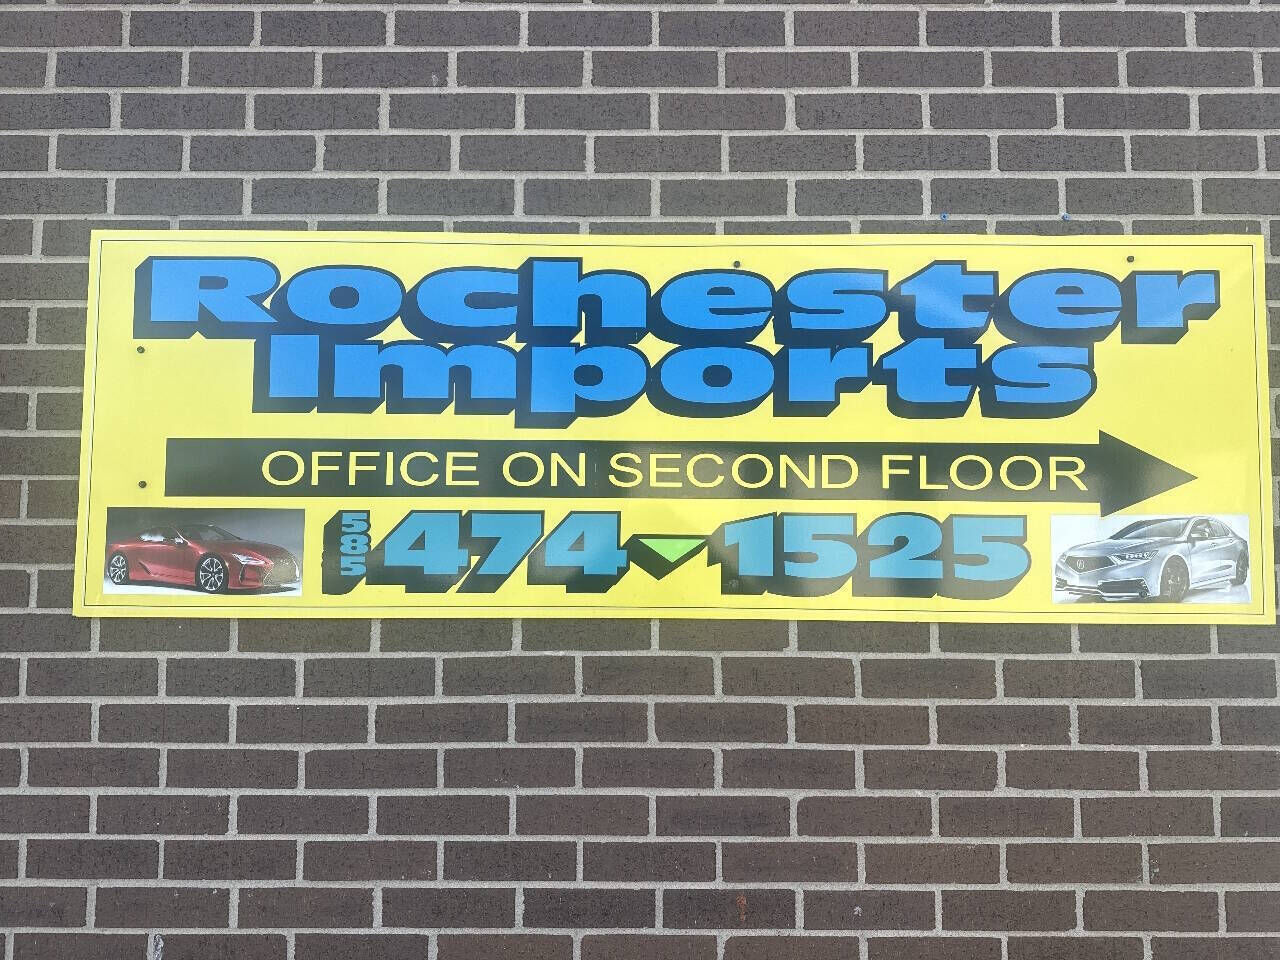 Rochester
Imports
OFFICE ON SECOND FLOOR
585 474-1525